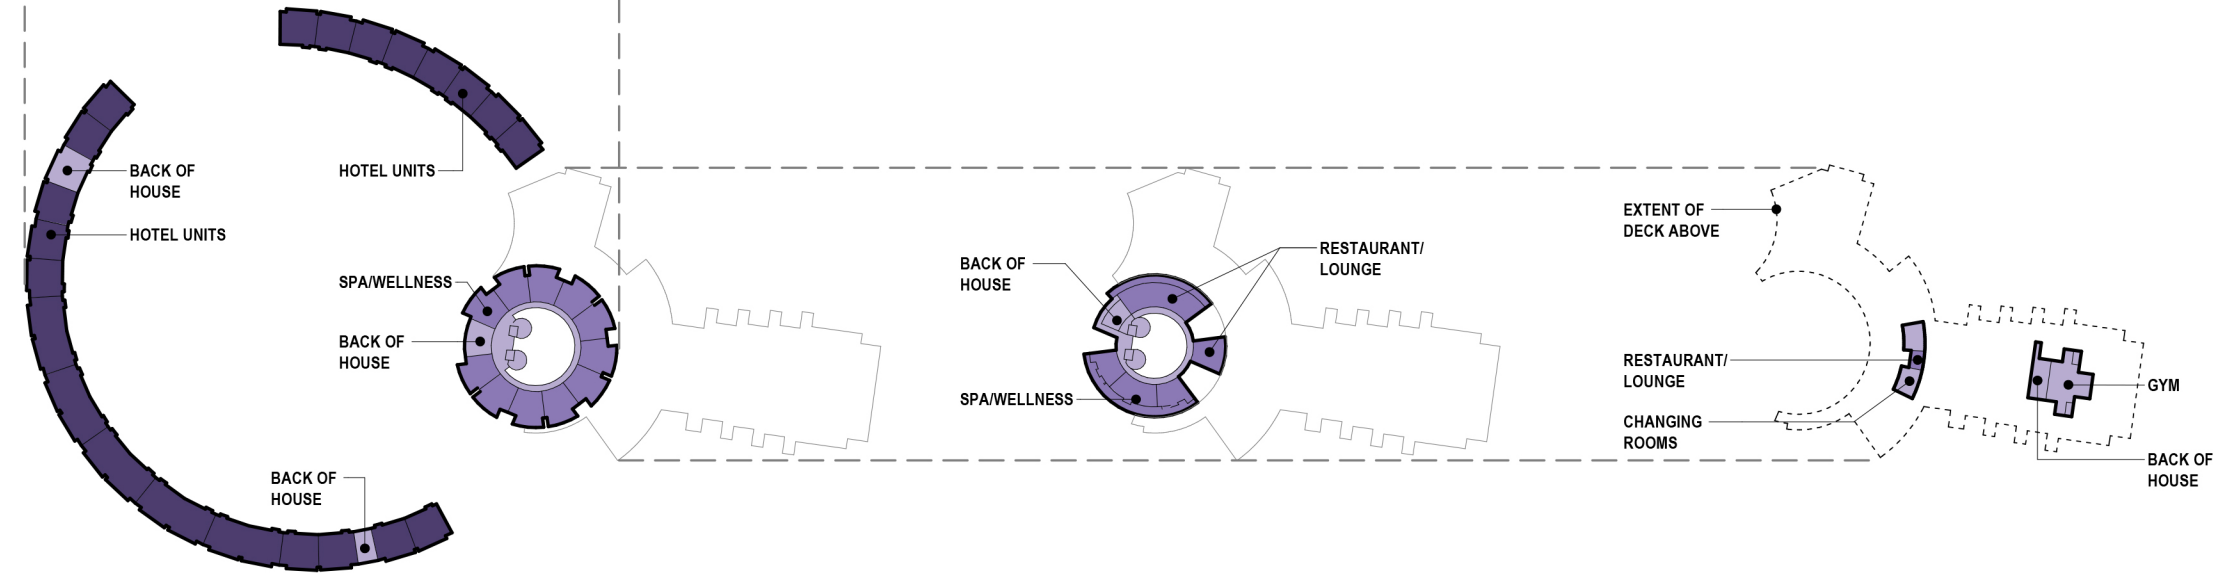 BACK OF
HOUSE
HOTEL UNITS
HOTEL UNITS
SPA/WELLNESS
BACK OF
HOUSE
BACK OF
HOUSE
BACK OF
HOUSE
RESTAURANT/
LOUNGE
SPA/WELLNESS
EXTENT OF
DECK ABOVE
RESTAURANT/
LOUNGE
CHANGING
ROOMS
GYM
BACK OF
HOUSE